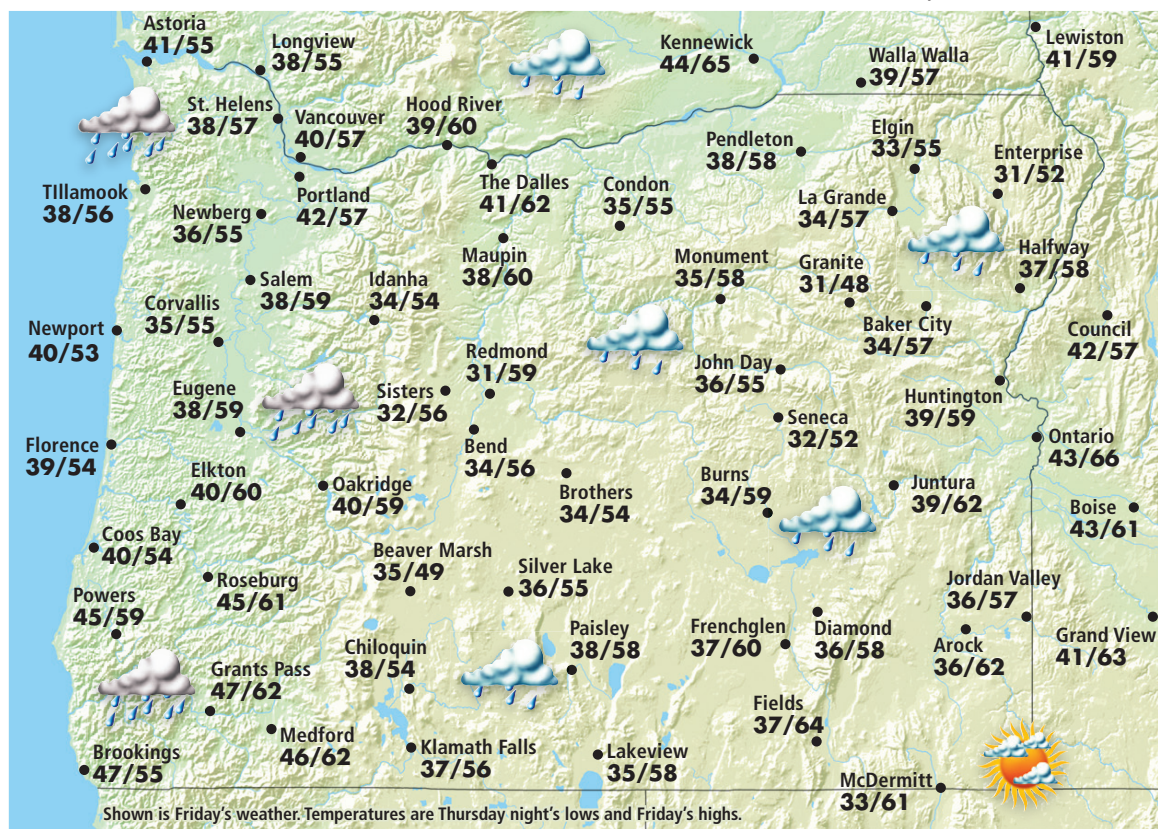 Astoria
41/55
Longview
38/55
Kennewick
44/65
Walla Walla
39/57
Lewiston
41/59
St. Helens
38/57
Vancouver
40/57
Hood River
39/60
Pendleton
38/58
Elgin
33/55
Enterprise
31/52
TIllamook
38/56
Portland
42/57
The Dalles
41/62
Condon
35/55
La Grande
34/57
Newberg
36/55
Maupin
38/60
Monument
35/58
Granite
31/48
Halfway
37/58
Salem
38/59
Idanha
34/54
Corvallis
35/55
Newport
40/53
Baker City
34/57
Council
42/57
Redmond
31/59
John Day
36/55
Eugene
38/59
Sisters
32/56
Huntington
39/59
Seneca
32/52
Florence
39/54
Bend
34/56
Ontario
43/66
Elkton
40/60
Oakridge
40/59
Brothers
34/54
Burns
34/59
Juntura
39/62
Boise
43/61
Coos Bay
40/54
Beaver Marsh
35/49
Silver Lake
36/55
Roseburg
45/61
Jordan Valley
36/57
Powers
45/59
Paisley
38/58
Frenchglen
37/60
Diamond
36/58
Arock
36/62
Grand View
41/63
Chiloquin
38/54
Grants Pass
47/62
Fields
37/64
Medford
46/62
Klamath Falls
37/56
Lakeview
35/58
Brookings
47/55
McDermitt
33/61
Shown is Friday's weather. Temperatures are Thursday night's lows and Friday's highs.